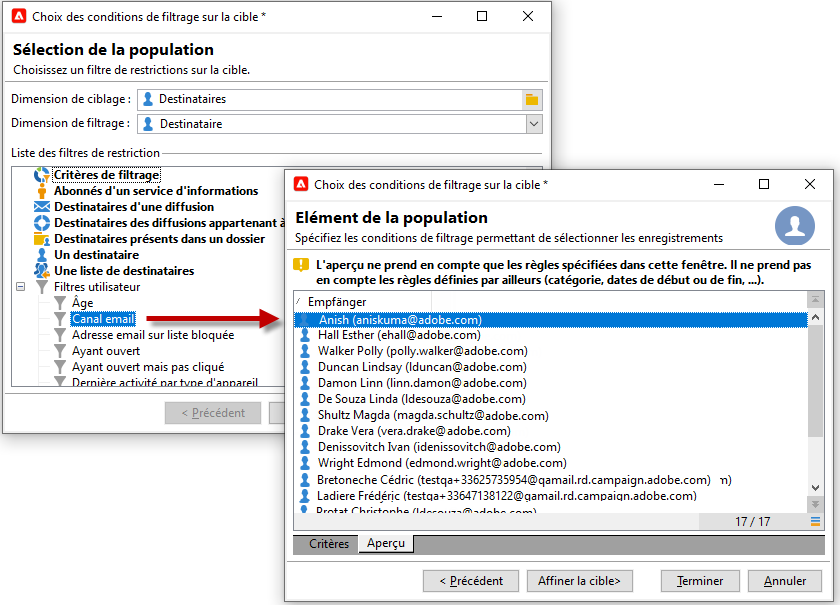 Choix des conditions de filtrage sur la cible *
Sélection de la population
Choisissez un filtre de restrictions sur la cible.
Dimension de ciblage : Destinataires
Dimension de filtrage : Destinataire
Liste des filtres de restriction
Critères de filtrage
Abonnés d'un service d'informations
Destinataires d'une diffusion
Destinataires des diffusions appartenant à
Destinataires présents dans un dossier
Un destinataire
Une liste de destinataires
Filtres utilisateur
Âge
Canal email
Adresse email sur liste bloquée
Ayant ouvert
Ayant ouvert mais pas cliqué
Dernière activité par type d'appareil
< Précédent
Choix des conditions de filtrage sur la cible *
Elément de la population
Spécifiez les conditions de filtrage permettant de sélectionner les enregistrements
L'aperçu ne prend en compte que les règles spécifiées dans cette fenêtre. Il ne prend pas
en compte les règles définies par ailleurs (catégorie, dates de début ou de fin, ...).
Empfänger
Anish (aniskuma@adobe.com)
Hall Esther (ehall@adobe.com)
Walker Polly (polly.walker@adobe.com)
Duncan Lindsay (lduncan@adobe.com)
Damon Linn (linn.damon@adobe.com)
De Souza Linda (ldesouza@adobe.com)
Shultz Magda (magda.schultz@adobe.com)
Drake Vera (vera.drake@adobe.com)
Denissovitch Ivan (idenissovitch@adobe.com)
Wright Edmond (edmond.wright@adobe.com)
Bretoneche Cédric (testqa+33625735954@qamail.rd.campaign.adobe.com) m)
Ladiere Frédéric (testqa+33647138122@gamail.rd.campaign.adobe.com)
Protat Christophe (ldesouza@adobe.com)
17 / 17
Critères Aperçu
< Précédent Affiner la cible> Terminer Annuler